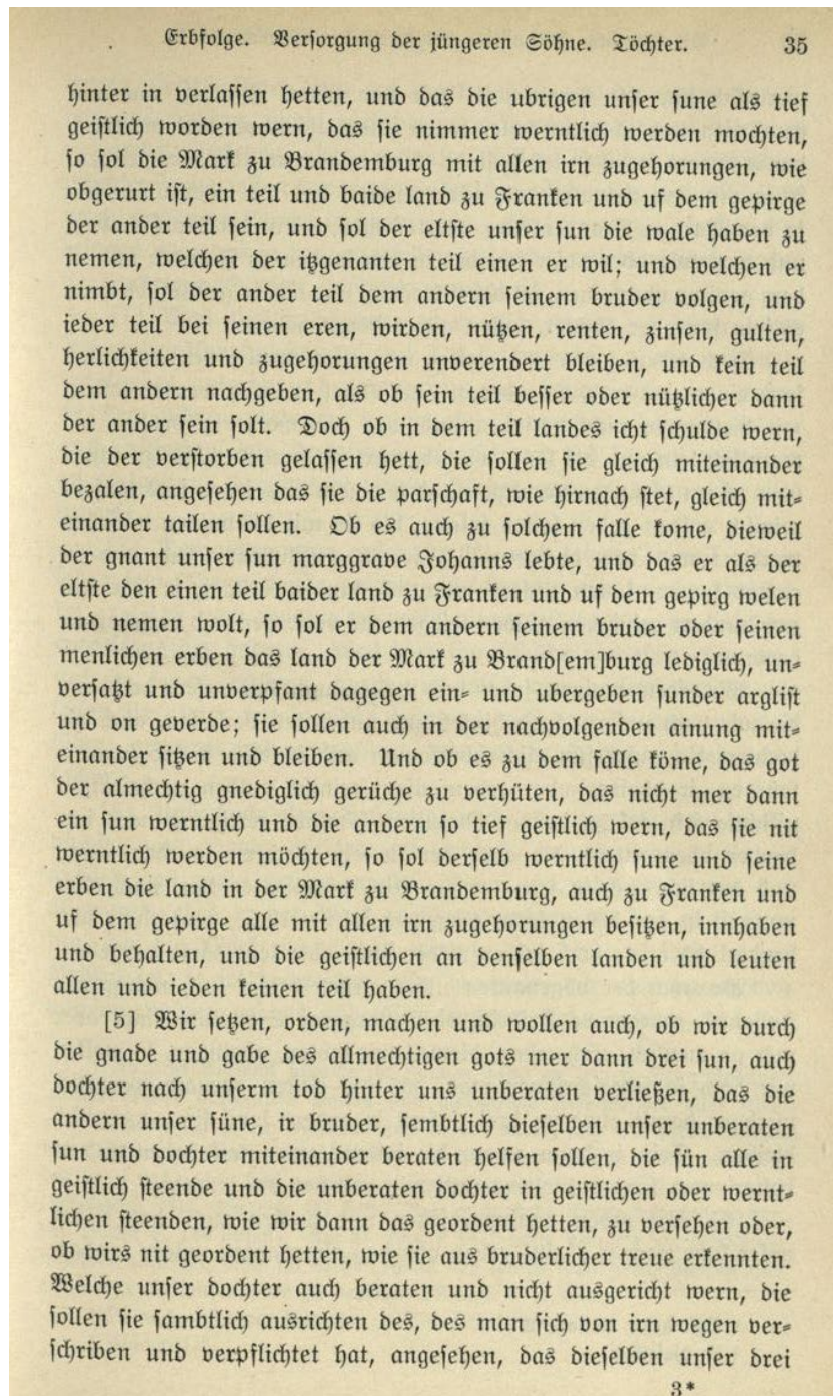 Erbfolge. Versorgung der jüngeren Söhne. Töchter. 35
hinter in verlassen hetten, und das die ubrigen unser sune als tief
geistlich worden wern, das sie nimmer werntlich werden mochten,
so sol die Mark zu Brandemburg mit allen irn zugehorungen, wie
obgerurt ist, ein teil und baide land zu Franken und uf dem gepirge
der ander teil sein, und sol der eltste unser sun die wale haben zu
nemen, welchen der itzgenanten teil einen er wil; und welchen er
nimbt, sol der ander teil dem andern seinem bruder volgen, und
ieder teil bei seinen eren, wirden, nützen, renten, zinsen, gulten,
herlichkeiten und zugehorungen unverendert bleiben, und kein teil
dem andern nachgeben, als ob sein teil besser oder nützlicher dann
der ander sein solt. Doch ob in dem teil landes icht schulde wern,
die der verstorben gelassen hett, die sollen sie gleich miteinander
bezalen, angesehen das sie die parschaft, wie hirnach stet, gleich mit-
einander tailen sollen. Ob es auch zu solchem falle kome, dieweil
der gnant unser sun marggrave Johanns lebte, und das er als der
eltste den einen teil baider land zu Franken und uf dem gepirg welen
und nemen wolt, so sol er dem andern seinem bruder oder seinen
menlichen erben das land der Mark zu Brand[em]burg lediglich, un-
versatzt und unverpfant dagegen ein- und ubergeben sunder arglist
und on geverde; sie sollen auch in der nachvolgenden ainung mit-
einander sitzen und bleiben. Und ob es zu dem falle köme, das got
der almechtig gnediglich gerüche zu verhüten, das nicht mer dann
ein sun werntlich und die andern so tief geistlich wern, das sie nit
werntlich werden möchten, so sol derselb werntlich sune und seine
erben die land in der Mark zu Brandemburg, auch zu Franken und
uf dem gepirge alle mit allen irn zugehorungen besitzen, innhaben
und behalten, und die geistlichen an denselben landen und leuten
allen und ieden keinen teil haben.
[5] Wir setzen, orden, machen und wollen auch, ob wir durch
die gnade und gabe des allmechtigen gots mer dann drei sun, auch
dochter nach unserm tod hinter uns unberaten verließen, das die
andern unser süne, ir bruder, sembtlich dieselben unser unberaten
sun und dochter miteinander beraten helfen sollen, die sün alle in
geistlich steende und die unberaten dochter in geistlichen oder wernt-
lichen steenden, wie wir dann das geordent hetten, zu versehen oder,
ob wirs nit geordent hetten, wie sie aus bruderlicher treue erkennten.
Welche unser dochter auch beraten und nicht ausgericht wern, die
sollen sie sambtlich ausrichten des, des man sich von irn wegen ver-
schriben und verpflichtet hat, angesehen, das dieselben unser drei
3*